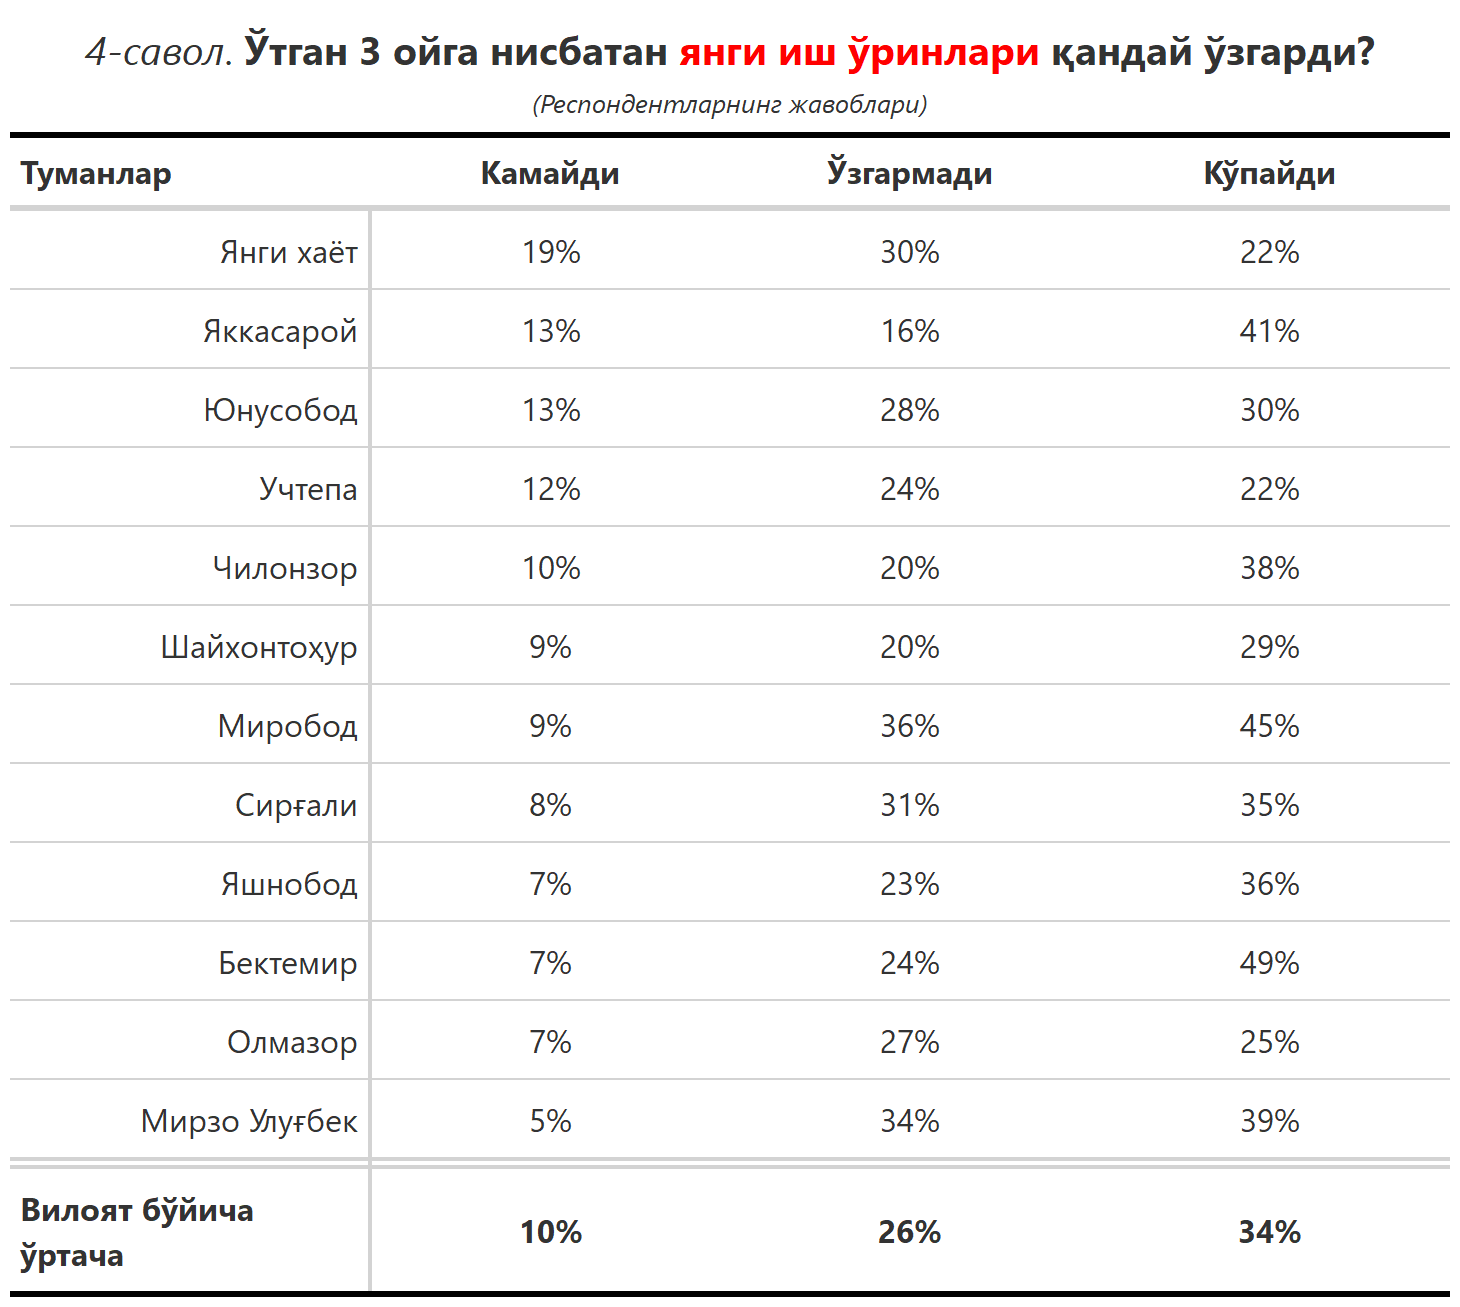 4-савол. Ўтган 3 ойга нисбатан янги иш ўринлари қандай ўзгарди?
(Респондентларнинг жавоблари)
Туманлар Камайди Ўзгармади Кўпайди
Янги хаёт 19% 30% 22%
Яккасарой 13% 16% 41%
Юнусобод 13% 28% 30%
Учтепа 12% 24% 22%
Чилонзор 10% 20% 38%
Шайхонтоҳур 9% 20% 29%
Миробод 9% 36% 45%
Сирғали 8% 31% 35%
Яшнобод 7% 23% 36%
Бектемир 7% 24% 49%
Олмазор 7% 27% 25%
Мирзо Улуғбек 5% 34% 39%
Вилоят бўйича
ўртача 10% 26% 34%